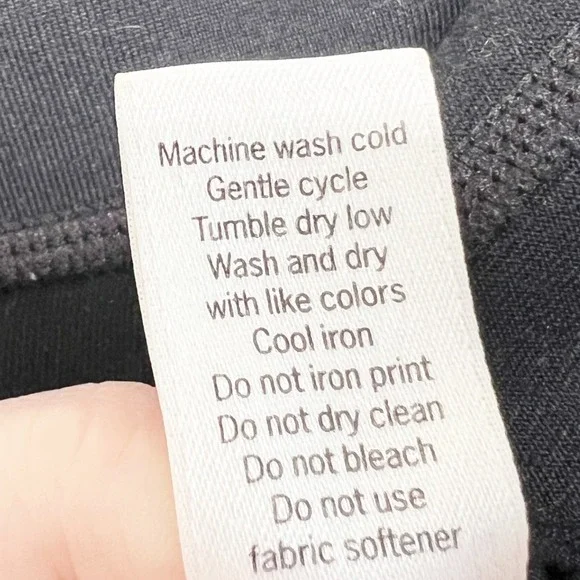 Machine wash cold
Gentle cycle
Tumble dry low
Wash and dry
with like colors
Cool iron
Do not iron print
Do not dry clean
Do not bleach
Do not use
fabric softener